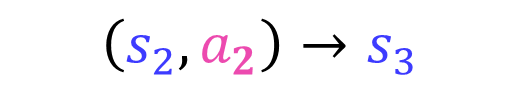 (s₂, a₂) → s₃